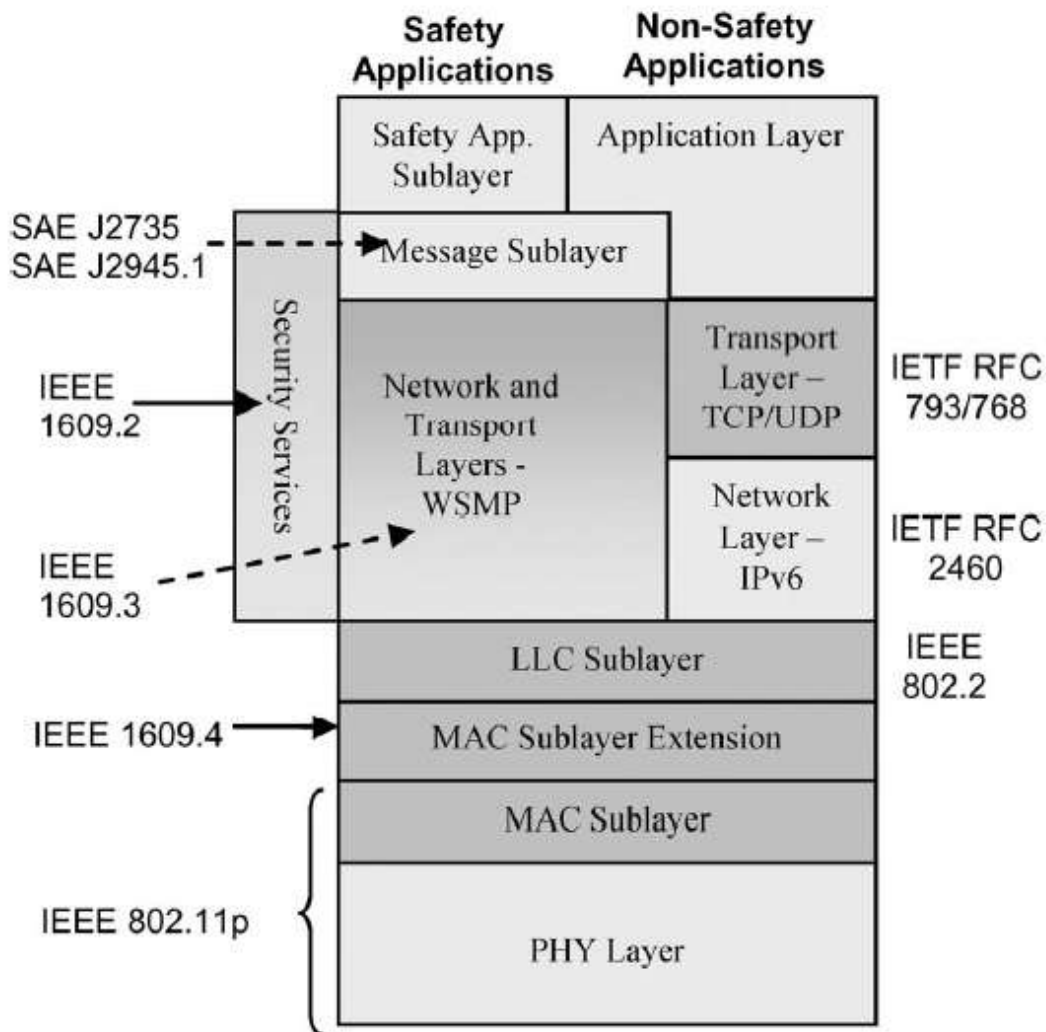 Safety
Applications
Non-Safety
Applications
Safety App.
Sublayer
Application Layer
SAE J2735
SAE J2945.1
Message Sublayer
Security Services
IEEE
1609.2
Network and
Transport
Layers -
WSMP
Transport
Layer –
TCP/UDP
IETF RFC
793/768
Network
Layer –
IPv6
IETF RFC
2460
IEEE
1609.3
LLC Sublayer
IEEE
802.2
IEEE 1609.4
MAC Sublayer Extension
MAC Sublayer
IEEE 802.11p
PHY Layer